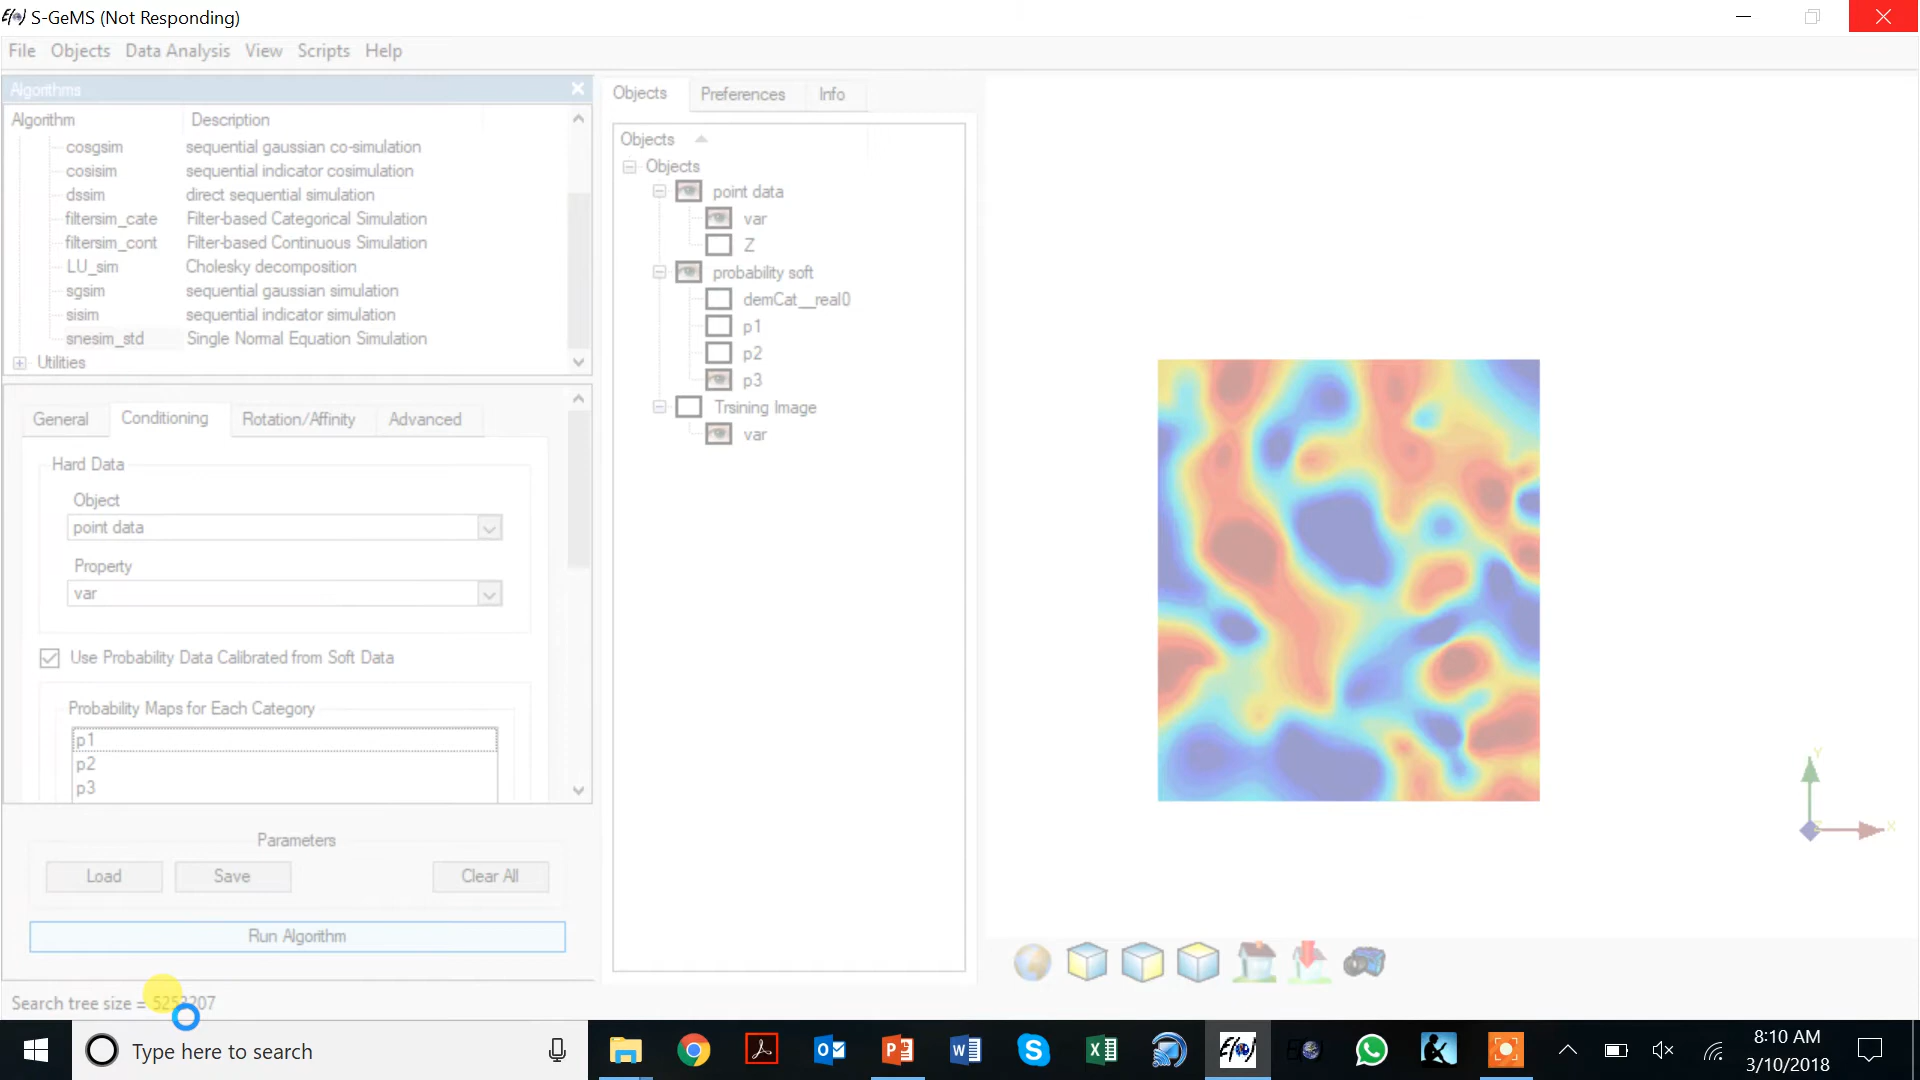 S-GeMS (Not Responding)
File Objects Data Analysis View Scripts Help
Algorithms
Algorithm Description
cosgsim sequential gaussian co-simulation
cosisim sequential indicator cosimulation
dssim direct sequential simulation
filtersim_cate Filter-based Categorical Simulation
filtersim_cont Filter-based Continuous Simulation
LU_sim Cholesky decomposition
sgsim sequential gaussian simulation
sisim sequential indicator simulation
snesim_std Single Normal Equation Simulation
Utilities
General Conditioning Rotation/Affinity Advanced
Hard Data
Object
point data
Property
var
Use Probability Data Calibrated from Soft Data
Probability Maps for Each Category
p1
p2
p3
Parameters
Load Save Clear All
Run Algorithm
Search tree size =
Objects Preferences Info
Objects
Objects
point data
var
Z
probability soft
demCat__real0
p1
p2
p3
Trsining Image
var
Y
X
Type here to search
8:10 AM
3/10/2018